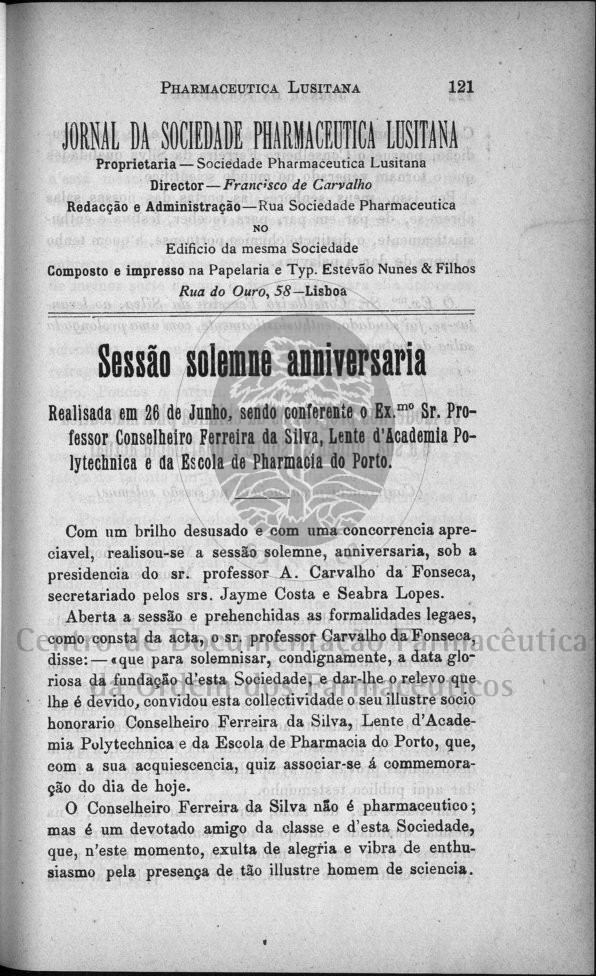 PHARMACEUTICA LUSITANA 121
JORNAL DA SOCIEDADE PHARMACEUTICA LUSITANA
Proprietaria — Sociedade Pharmaceutica Lusitana
Director — Francisco de Carvalho
Redacção e Administração — Rua Sociedade Pharmaceutica
NO
Edificio da mesma Sociedade
Composto e impresso na Papelaria e Typ. Estevão Nunes & Filhos
Rua do Ouro, 58 — Lisboa
Sessão solemne anniversaria
Realisada em 26 de Junho, sendo conferente o Ex.mo Sr. Pro-
fessor Conselheiro Ferreira da Silva, Lente d'Academia Po-
lytechnica e da Escola de Pharmacia do Porto.
Com um brilho desusado e com uma concorrencia apre-
ciavel, realisou-se a sessão solemne, anniversaria, sob a
presidencia do sr. professor A. Carvalho da Fonseca,
secretariado pelos srs. Jayme Costa e Seabra Lopes.
Aberta a sessão e prehenchidas as formalidades legaes,
como consta da acta, o sr. professor Carvalho da Fonseca,
disse: — «que para solemnisar, condignamente, a data glo-
riosa da fundação d'esta Sociedade, e dar-lhe o relevo que
lhe é devido, convidou esta collectividade o seu illustre socio
honorario Conselheiro Ferreira da Silva, Lente d'Acade-
mia Polytechnica e da Escola de Pharmacia do Porto, que,
com a sua acquiescencia, quiz associar-se á commemora-
ção do dia de hoje.
O Conselheiro Ferreira da Silva não é pharmaceutico;
mas é um devotado amigo da classe e d'esta Sociedade,
que, n'este momento, exulta de alegria e vibra de enthu-
siasmo pela presença de tão illustre homem de sciencia.
Centro de Documentação Farmacêutica
da Ordem dos Farmacêuticos